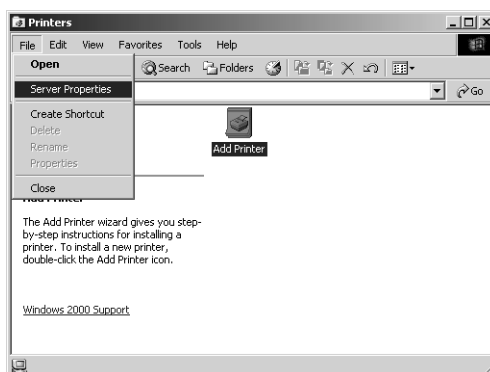 Printers
File Edit View Favorites Tools Help
Open
Server Properties
Create Shortcut
Delete
Rename
Properties
Close
Search Folders
Go
Add Printer
The Add Printer wizard gives you step-
by-step instructions for installing a
printer. To install a new printer,
double-click the Add Printer icon.
Windows 2000 Support